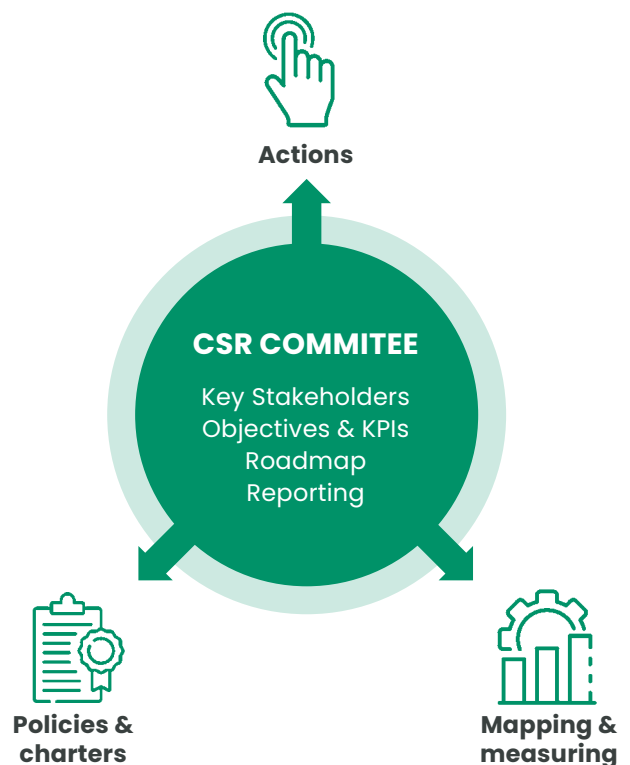 Actions
CSR COMMITEE
Key Stakeholders
Objectives & KPIs
Roadmap
Reporting
Policies &
charters
Mapping &
measuring